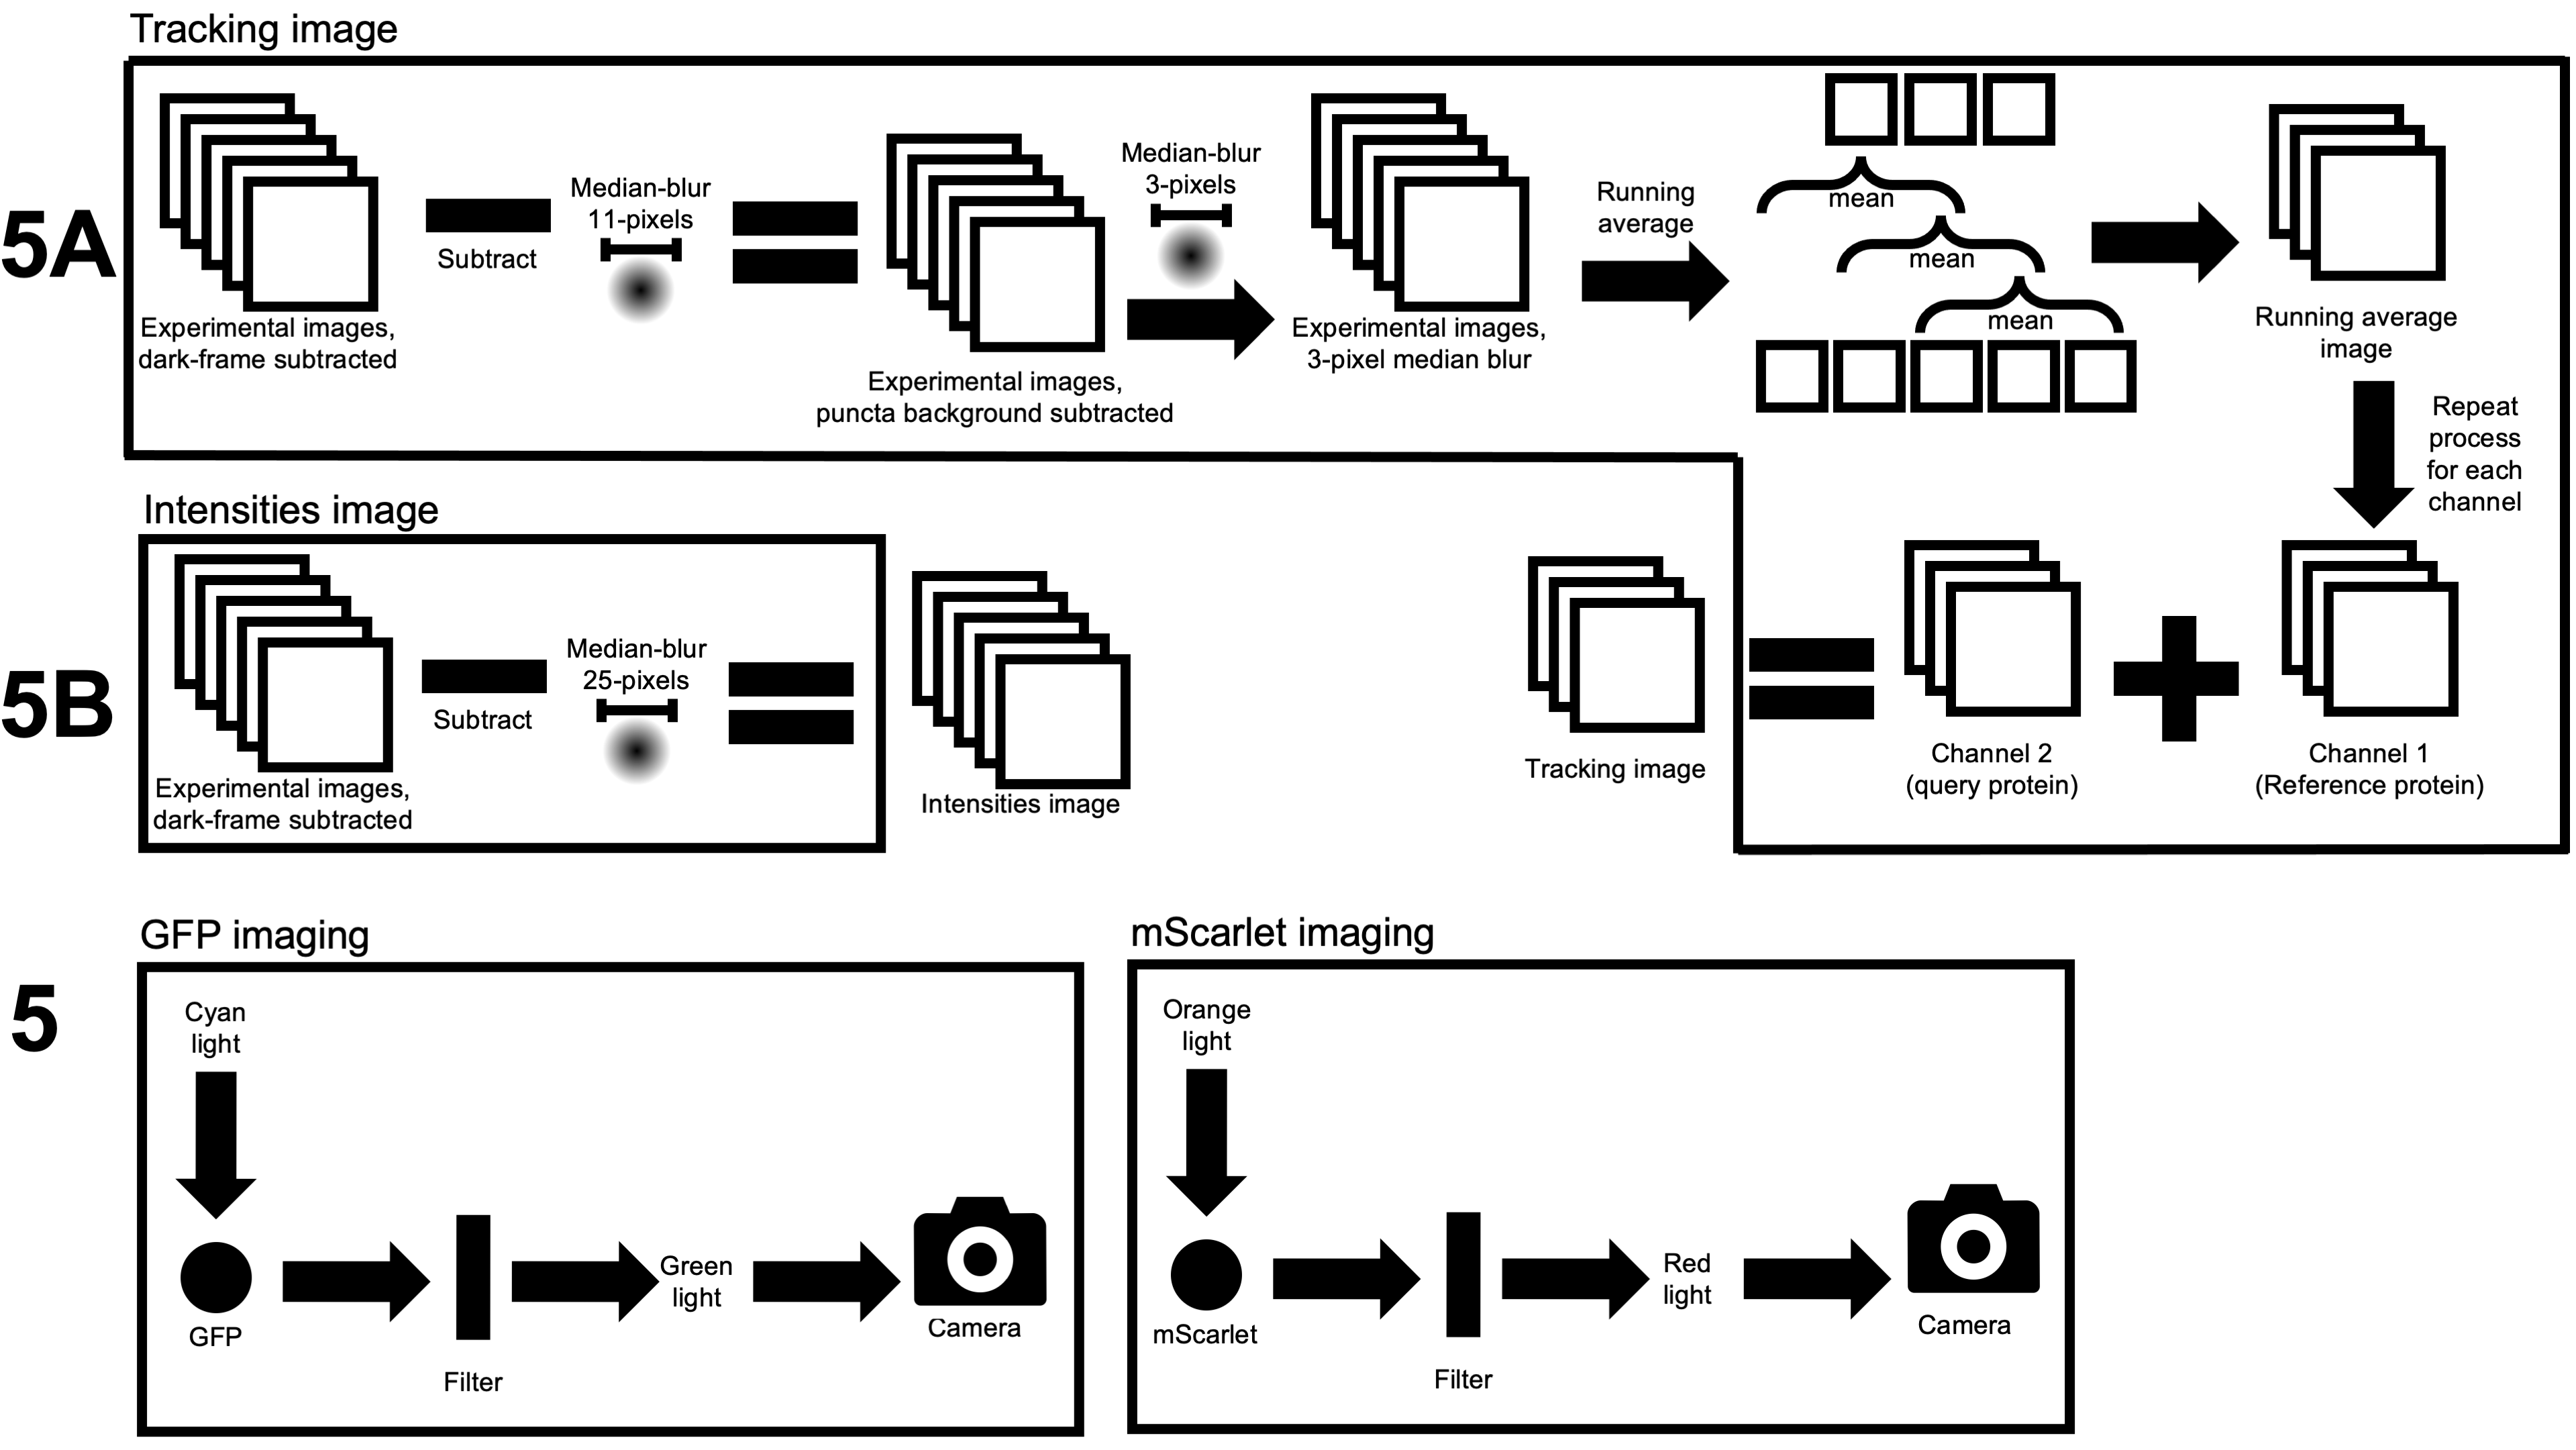 Tracking image
5A
Experimental images,
dark-frame subtracted
Subtract
Median-blur
11-pixels
Experimental images,
puncta background subtracted
Median-blur
3-pixels
Experimental images,
3-pixel median blur
Running
average
mean
mean
mean
Running average
image
Repeat
process
for each
channel
Channel 1
(Reference protein)
Channel 2
(query protein)
Tracking image
5B
Intensities image
Experimental images,
dark-frame subtracted
Subtract
Median-blur
25-pixels
Intensities image
5
GFP imaging
Cyan
light
GFP
Filter
Green
light
Camera
mScarlet imaging
Orange
light
mScarlet
Filter
Red
light
Camera